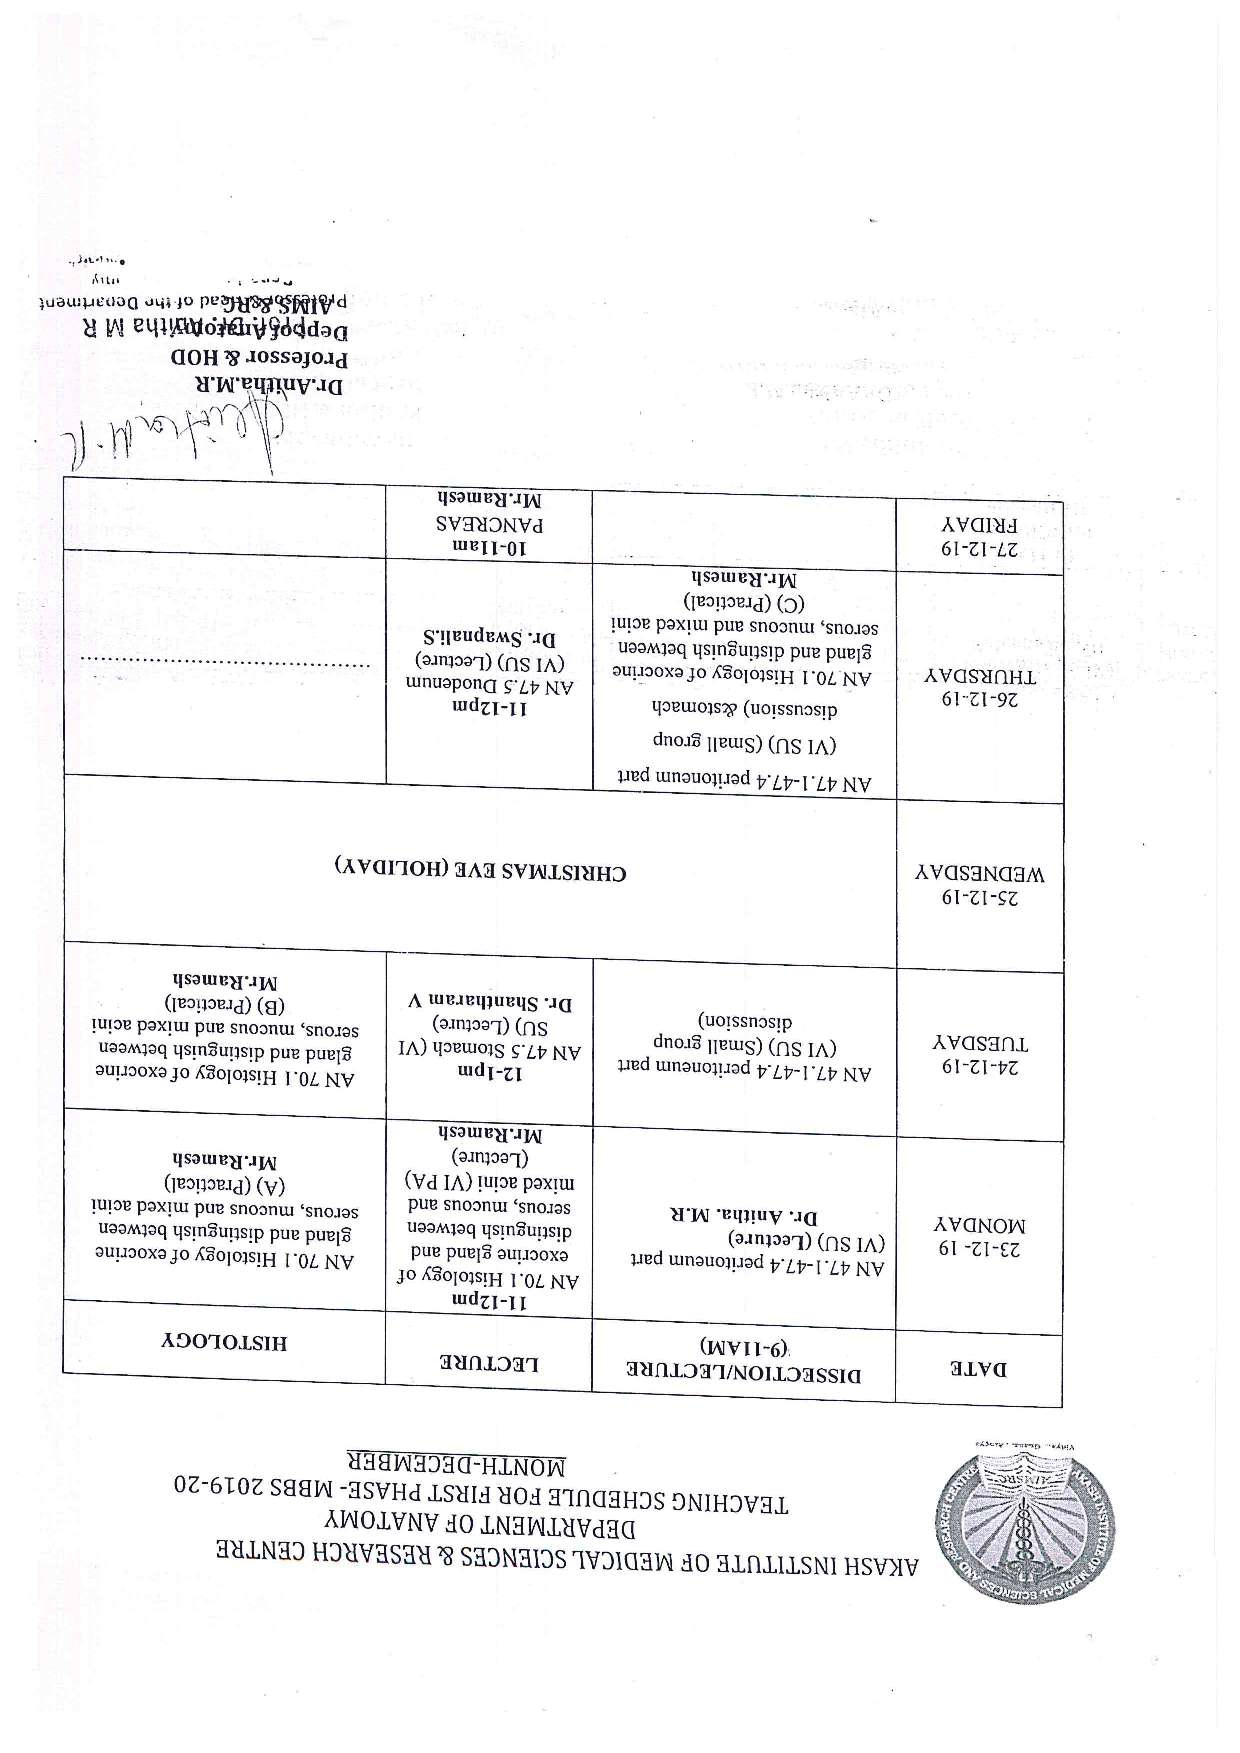 AKASH INSTITUTE OF MEDICAL SCIENCES & RESEARCH CENTRE
DEPARTMENT OF ANATOMY
TEACHING SCHEDULE FOR FIRST PHASE- MBBS 2019-20
MONTH-DECEMBER
AIMSRC
DATE
DISSECTION/LECTURE
(9-11AM)
LECTURE
HISTOLOGY
23-12- 19
MONDAY
AN 47.1-47.4 peritoneum part
(VI SU) (Lecture)
Dr. Anitha. M.R
11-12pm
AN 70.1 Histology of
exocrine gland and
distinguish between
serous, mucous and
mixed acini (VI PA)
(Lecture)
Mr.Ramesh
AN 70.1 Histology of exocrine
gland and distinguish between
serous, mucous and mixed acini
(A) (Practical)
Mr.Ramesh
24-12-19
TUESDAY
AN 47.1-47.4 peritoneum part
(VI SU) (Small group
discussion)
12-1pm
AN 47.5 Stomach (VI
SU) (Lecture)
Dr. Shantharam V
AN 70.1 Histology of exocrine
gland and distinguish between
serous, mucous and mixed acini
(B) (Practical)
Mr.Ramesh
25-12-19
WEDNESDAY
CHRISTMAS EVE (HOLIDAY)
26-12-19
THURSDAY
AN 47.1-47.4 peritoneum part
(VI SU) (Small group
discussion) &stomach
AN 70.1 Histology of exocrine
gland and distinguish between
serous, mucous and mixed acini
(C) (Practical)
Mr.Ramesh
11-12pm
AN 47.5 Duodenum
(VI SU) (Lecture)
Dr. Swapnali.S
........................................
27-12-19
FRIDAY
10-11am
PANCREAS
Mr.Ramesh
Anitha M.R
Dr.Anitha.M.R
Professor & HOD
Dept of Anatomy
AIMS &RC
Anitha M R
Professor & Head of the Department